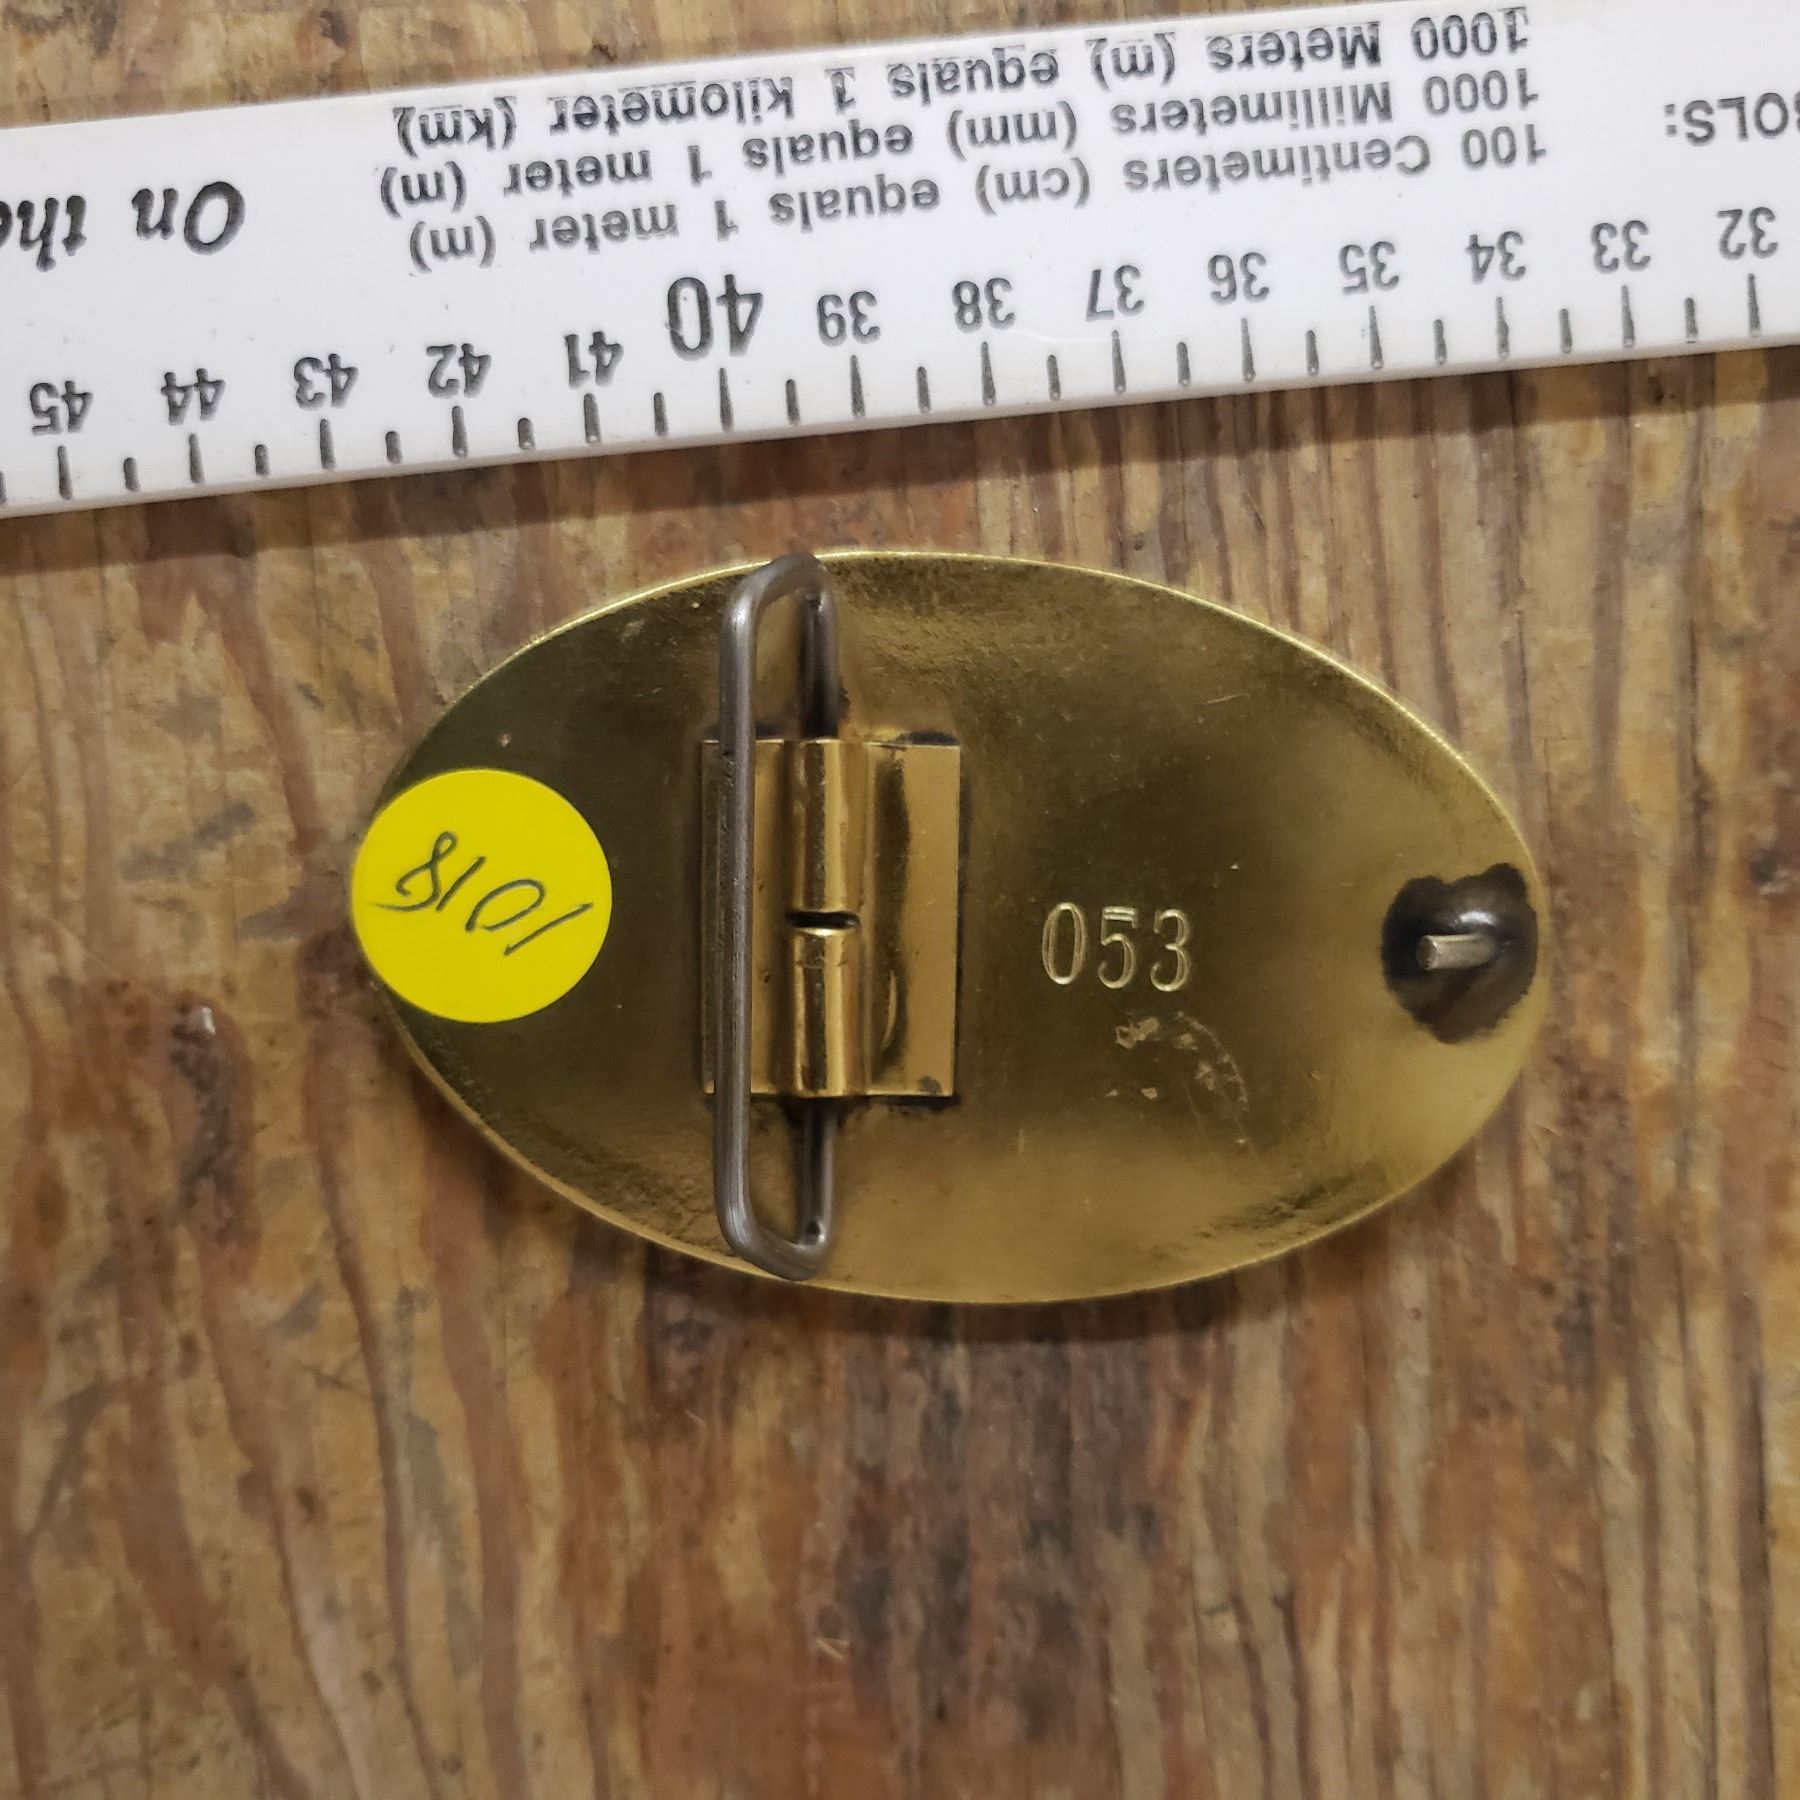 1000 Meters (m) equals 1 kilometer (km)
1000 Millimeters (mm) equals 1 meter (m)
100 Centimeters (cm) equals 1 meter (m)
OLS:
On the
32 33 34 35 36 37 38 39 40 41 42 43 44 45
1018
053